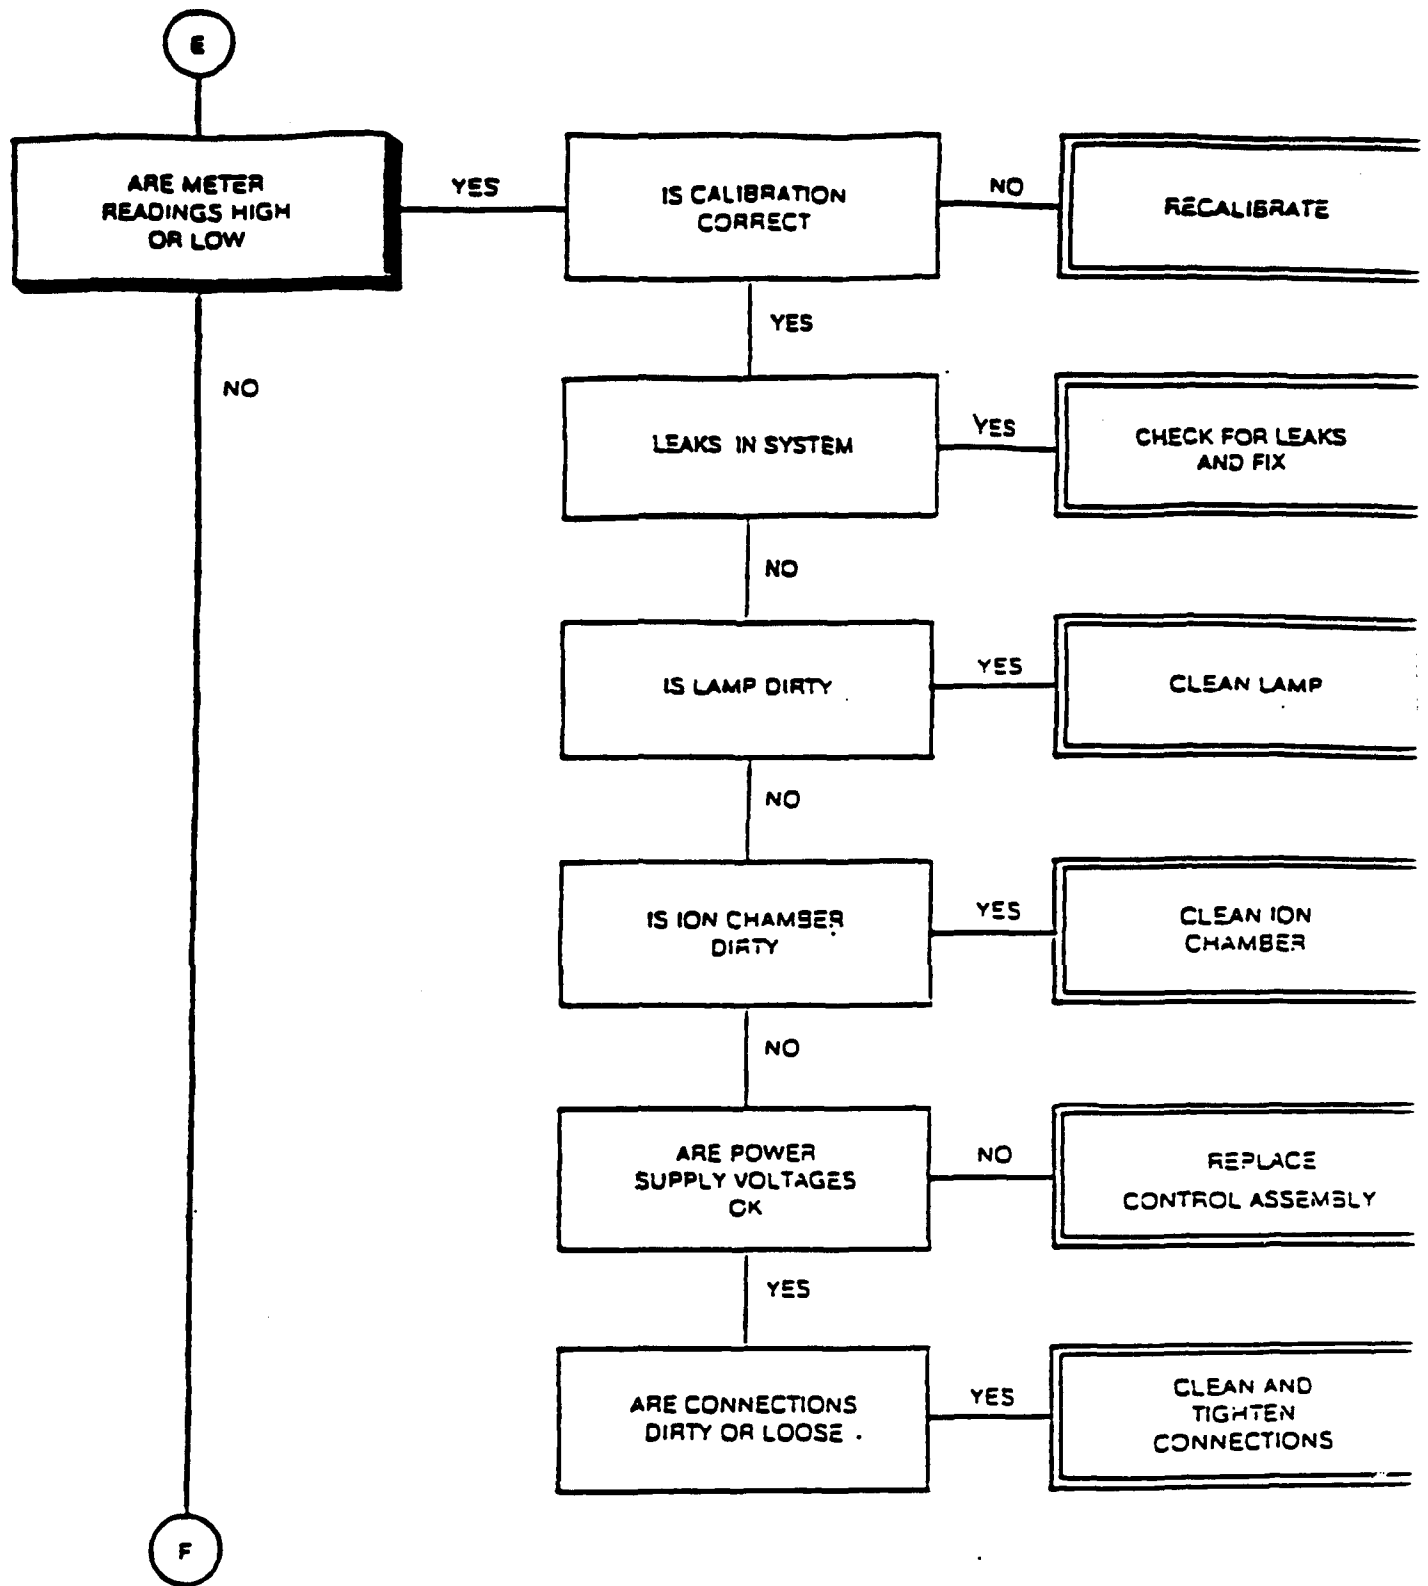 E
ARE METER
READINGS HIGH
OR LOW
YES
IS CALIBRATION
CORRECT
NO
RECALIBRATE
YES
NO
LEAKS IN SYSTEM
YES
CHECK FOR LEAKS
AND FIX
NO
IS LAMP DIRTY
YES
CLEAN LAMP
NO
IS ION CHAMBER
DIRTY
YES
CLEAN ION
CHAMBER
NO
ARE POWER
SUPPLY VOLTAGES
OK
NO
REPLACE
CONTROL ASSEMBLY
YES
ARE CONNECTIONS
DIRTY OR LOOSE
YES
CLEAN AND
TIGHTEN
CONNECTIONS
F